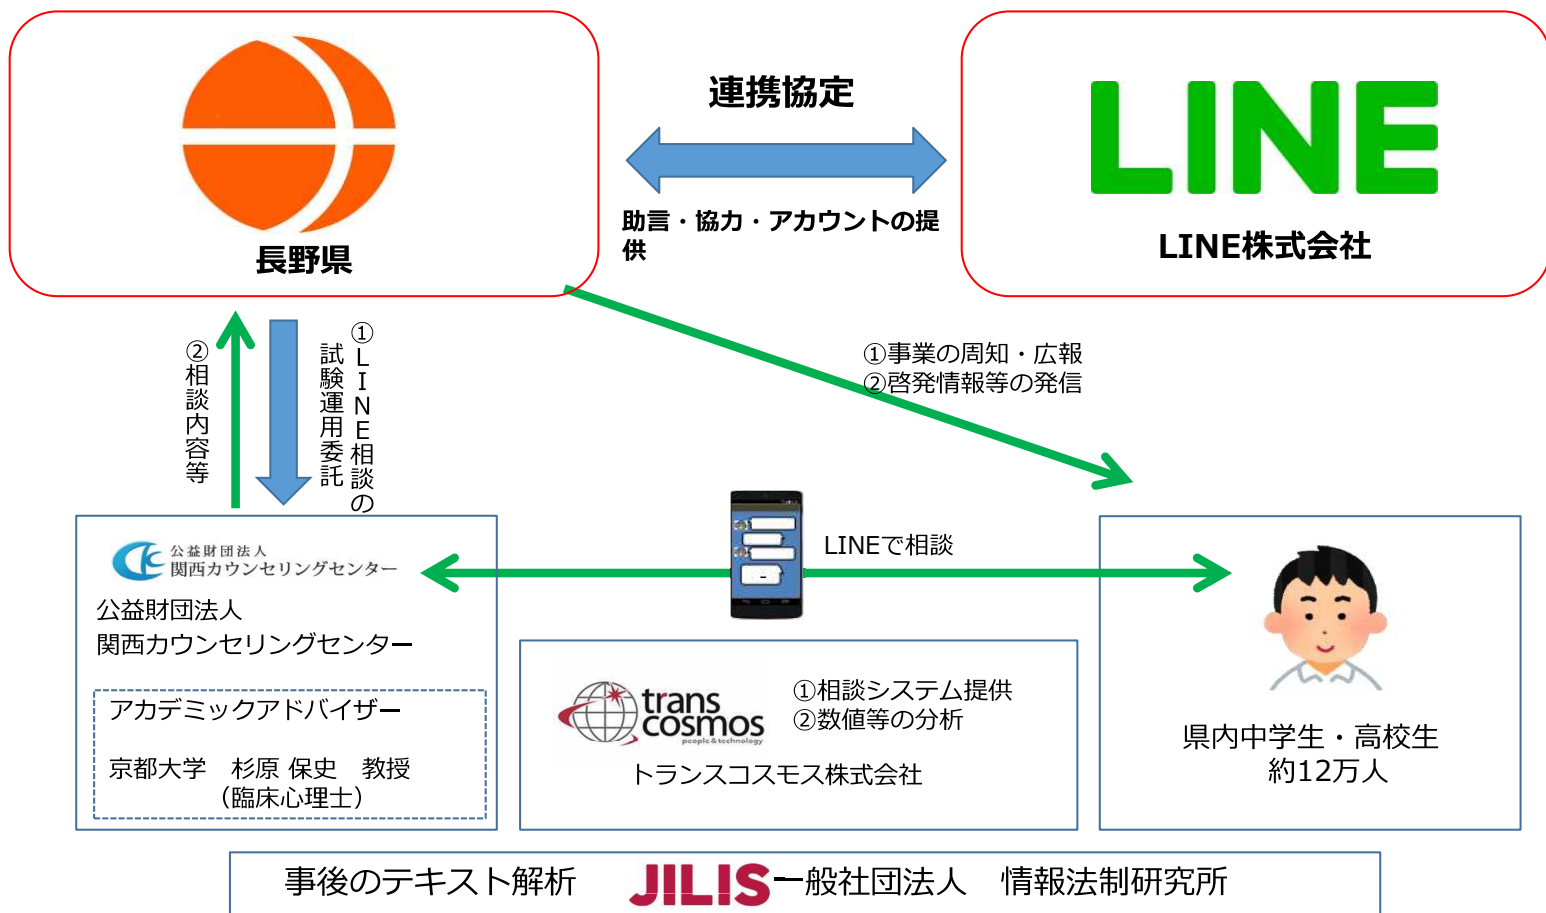 長野県
連携協定
助言・協力・アカウントの提
供
LINE
LINE株式会社
②相談内容等
①LINE相談の
試験運用委託
①事業の周知・広報
②啓発情報等の発信
公益財団法人
関西カウンセリングセンター
公益財団法人
関西カウンセリングセンター
アカデミックアドバイザー
京都大学　杉原 保史　教授
（臨床心理士）
LINEで相談
trans
cosmos
people & technology
①相談システム提供
②数値等の分析
トランスコスモス株式会社
県内中学生・高校生
約12万人
事後のテキスト解析　JILIS一般社団法人　情報法制研究所